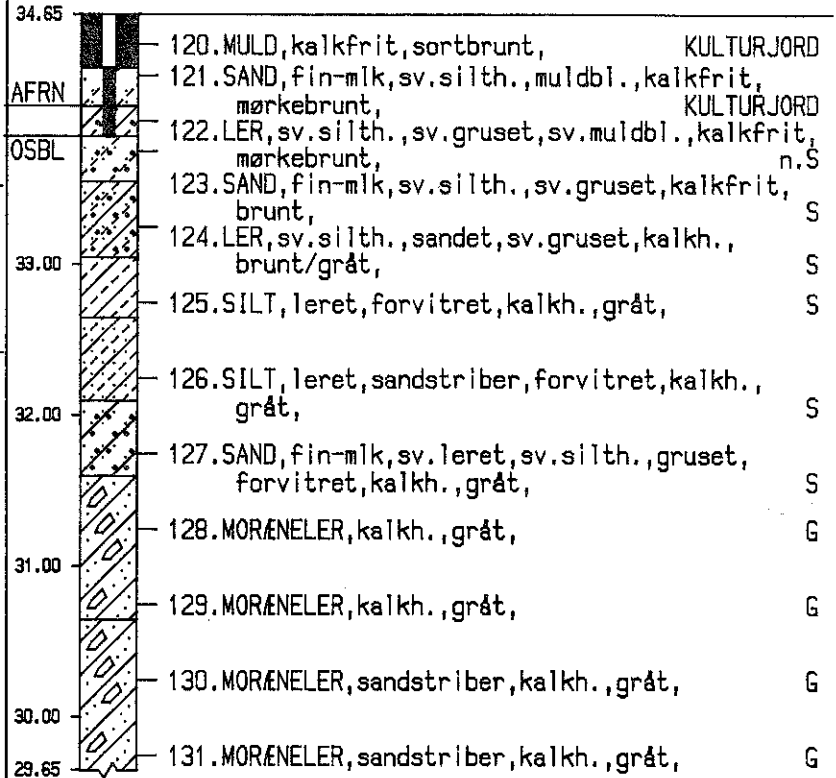 34.65
120.MULD,kalkfrit,sortbrunt, KULTURJORD
121.SAND,fin-mlk,sv.silth.,muldbl.,kalkfrit,
AFRN
mørkebrunt, KULTURJORD
122.LER,sv.silth.,sv.gruset,sv.muldbl.,kalkfrit,
OSBL
mørkebrunt, n.S
123.SAND,fin-mlk,sv.silth.,sv.gruset,kalkfrit,
brunt, S
124.LER,sv.silth.,sandet,sv.gruset,kalkh.,
33.00
brunt/gråt, S
125.SILT,leret,forvitret,kalkh.,gråt, S
126.SILT,leret,sandstriber,forvitret,kalkh.,
32.00
gråt, S
127.SAND,fin-mlk,sv.leret,sv.silth.,gruset,
forvitret,kalkh.,gråt, S
128.MORÆNELER,kalkh.,gråt, G
31.00
129.MORÆNELER,kalkh.,gråt, G
130.MORÆNELER,sandstriber,kalkh.,gråt, G
30.00
131.MORÆNELER,sandstriber,kalkh.,gråt, G
29.65